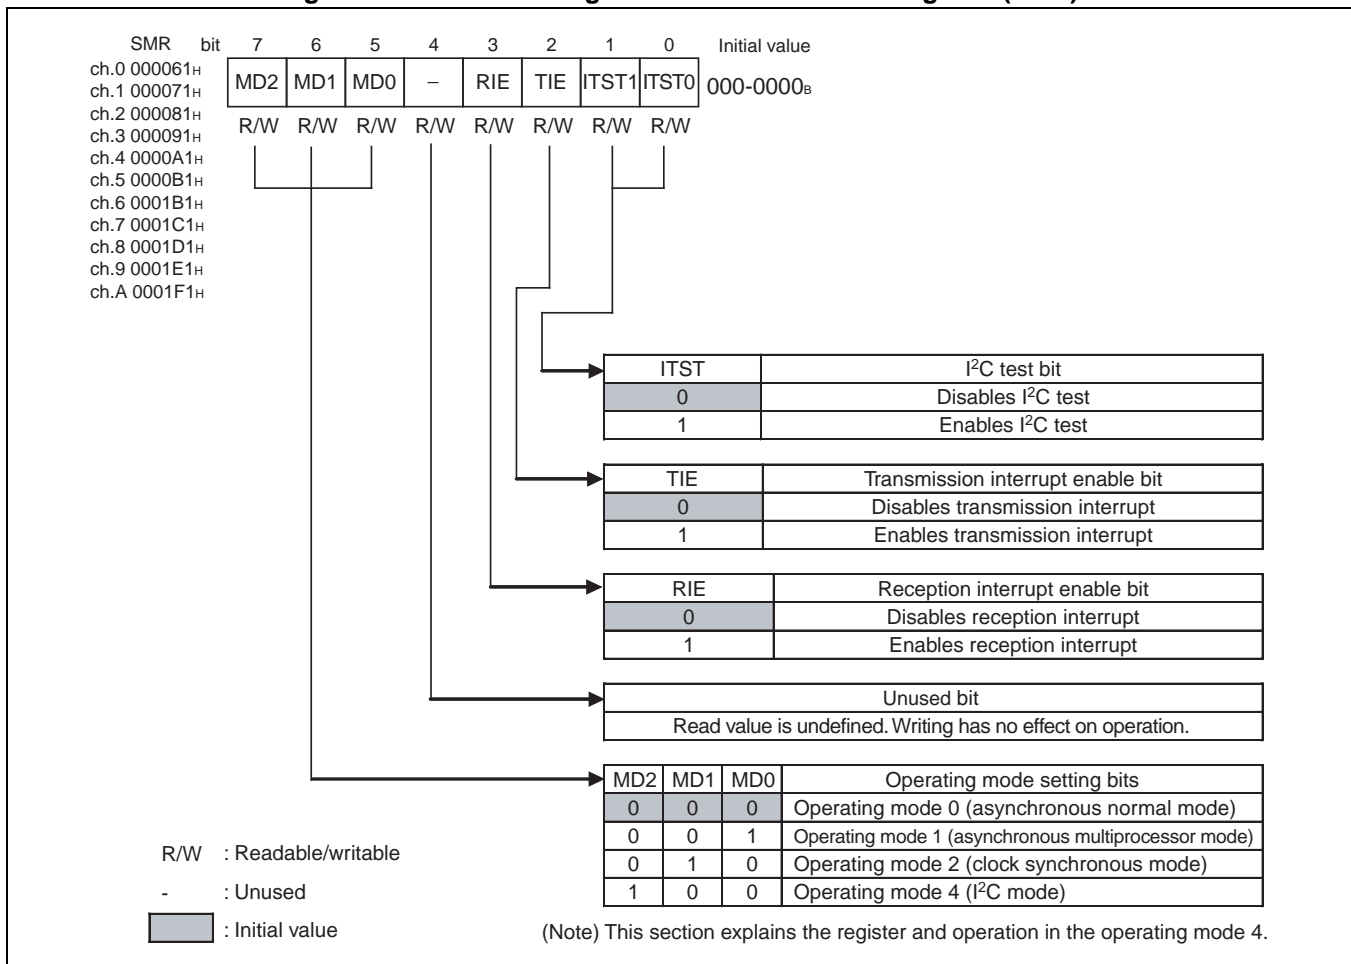 SMR bit 7 6 5 4 3 2 1 0 Initial value
ch.0 000061H
MD2 MD1 MD0 – RIE TIE ITST1 ITST0 000-0000B
ch.1 000071H
ch.2 000081H
R/W R/W R/W R/W R/W R/W R/W R/W
ch.3 000091H
ch.4 0000A1H
ch.5 0000B1H
ch.6 0001B1H
ch.7 0001C1H
ch.8 0001D1H
ch.9 0001E1H
ch.A 0001F1H
ITST I²C test bit
0 Disables I²C test
1 Enables I²C test
TIE Transmission interrupt enable bit
0 Disables transmission interrupt
1 Enables transmission interrupt
RIE Reception interrupt enable bit
0 Disables reception interrupt
1 Enables reception interrupt
Unused bit
Read value is undefined. Writing has no effect on operation.
MD2 MD1 MD0 Operating mode setting bits
0 0 0 Operating mode 0 (asynchronous normal mode)
0 0 1 Operating mode 1 (asynchronous multiprocessor mode)
0 1 0 Operating mode 2 (clock synchronous mode)
1 0 0 Operating mode 4 (I²C mode)
R/W : Readable/writable
- : Unused
: Initial value
(Note) This section explains the register and operation in the operating mode 4.